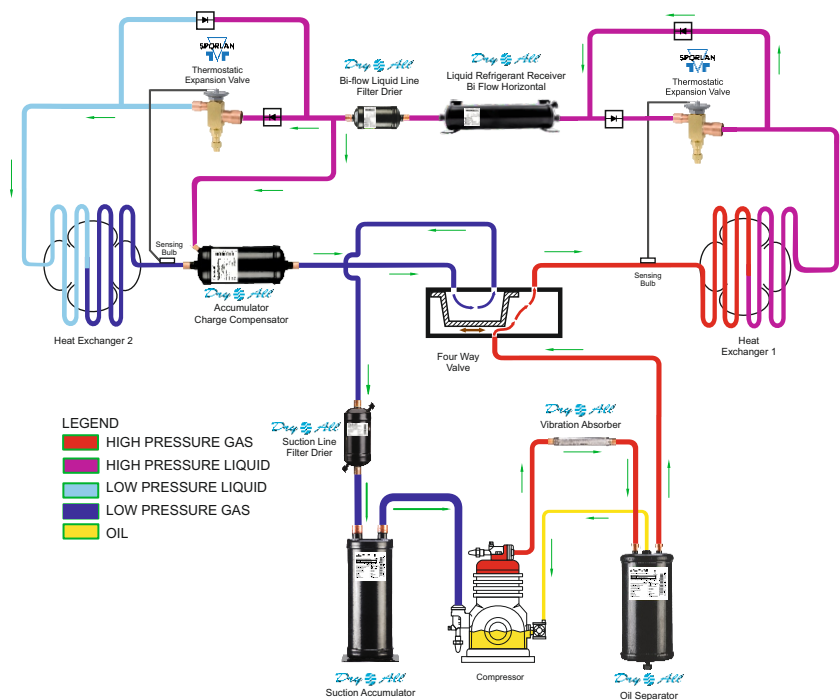 SPORLAN
Thermostatic
Expansion Valve
Dry All
Bi-flow Liquid Line
Filter Drier
Dry All
Liquid Refrigerant Receiver
Bi Flow Horizontal
SPORLAN
Thermostatic
Expansion Valve
Sensing
Bulb
Dry All
Accumulator
Charge Compensator
Heat Exchanger 2
Sensing
Bulb
Heat
Exchanger 1
Four Way
Valve
LEGEND
HIGH PRESSURE GAS
HIGH PRESSURE LIQUID
LOW PRESSURE LIQUID
LOW PRESSURE GAS
OIL
Dry All
Suction Line
Filter Drier
Dry All
Vibration Absorber
Dry All
Suction Accumulator
Compressor
Dry All
Oil Separator